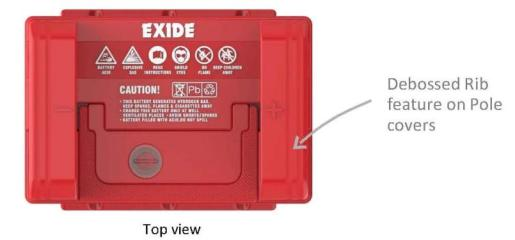 EXIDE
BATTERY ACID
EXPLOSIVE GAS
READ INSTRUCTIONS
SHIELD EYES
NO FLAME
KEEP CHILDREN AWAY
CAUTION!
Pb
• THIS BATTERY GENERATES HYDROGEN GAS.
KEEP SPARKS, FLAMES & CIGARETTES AWAY
• CHARGE THIS BATTERY ONLY AT WELL
VENTILATED PLACES • AVOID SHORTS/SPARKS
• BATTERY FILLED WITH ACID.DO NOT SPILL
− +
Debossed Rib
feature on Pole
covers
Top view